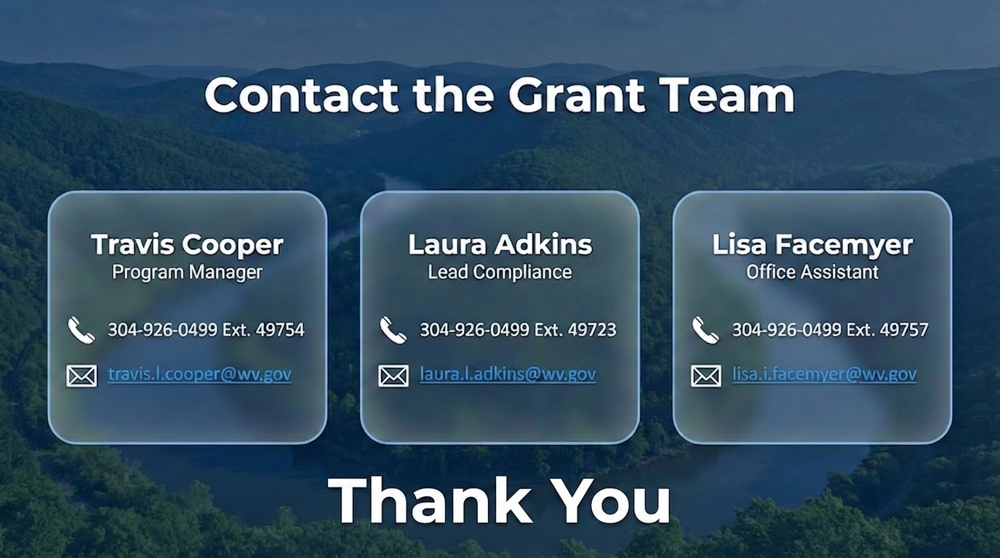 Contact the Grant Team
Travis Cooper
Program Manager
304-926-0499 Ext. 49754
travis.l.cooper@wv.gov
Laura Adkins
Lead Compliance
304-926-0499 Ext. 49723
laura.l.adkins@wv.gov
Lisa Facemyer
Office Assistant
304-926-0499 Ext. 49757
lisa.i.facemyer@wv.gov
Thank You